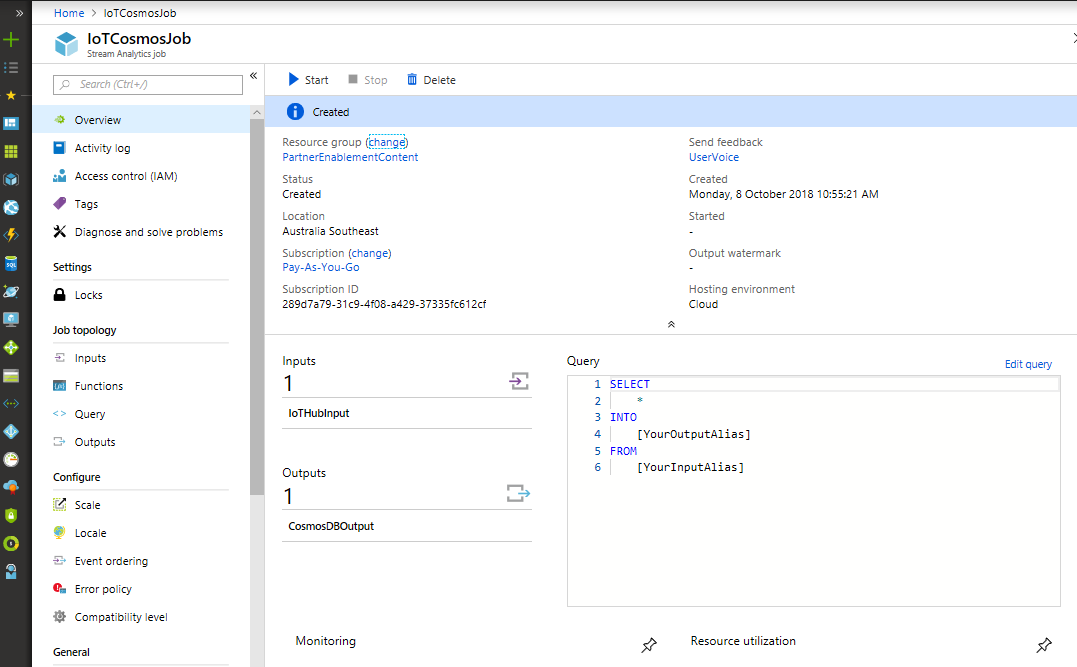 Home > IoTCosmosJob
IoTCosmosJob
Stream Analytics job
Search (Ctrl+/)
Overview
Activity log
Access control (IAM)
Tags
Diagnose and solve problems
Settings
Locks
Job topology
Inputs
Functions
Query
Outputs
Configure
Scale
Locale
Event ordering
Error policy
Compatibility level
General
Start Stop Delete
Created
Resource group (change)
PartnerEnablementContent
Status
Created
Location
Australia Southeast
Subscription (change)
Pay-As-You-Go
Subscription ID
289d7a79-31c9-4f08-a429-37335fc612cf
Send feedback
UserVoice
Created
Monday, 8 October 2018 10:55:21 AM
Started
-
Output watermark
-
Hosting environment
Cloud
Inputs
1
IoTHubInput
Outputs
1
CosmosDBOutput
Query
Edit query
1 SELECT
2 *
3 INTO
4 [YourOutputAlias]
5 FROM
6 [YourInputAlias]
Monitoring
Resource utilization